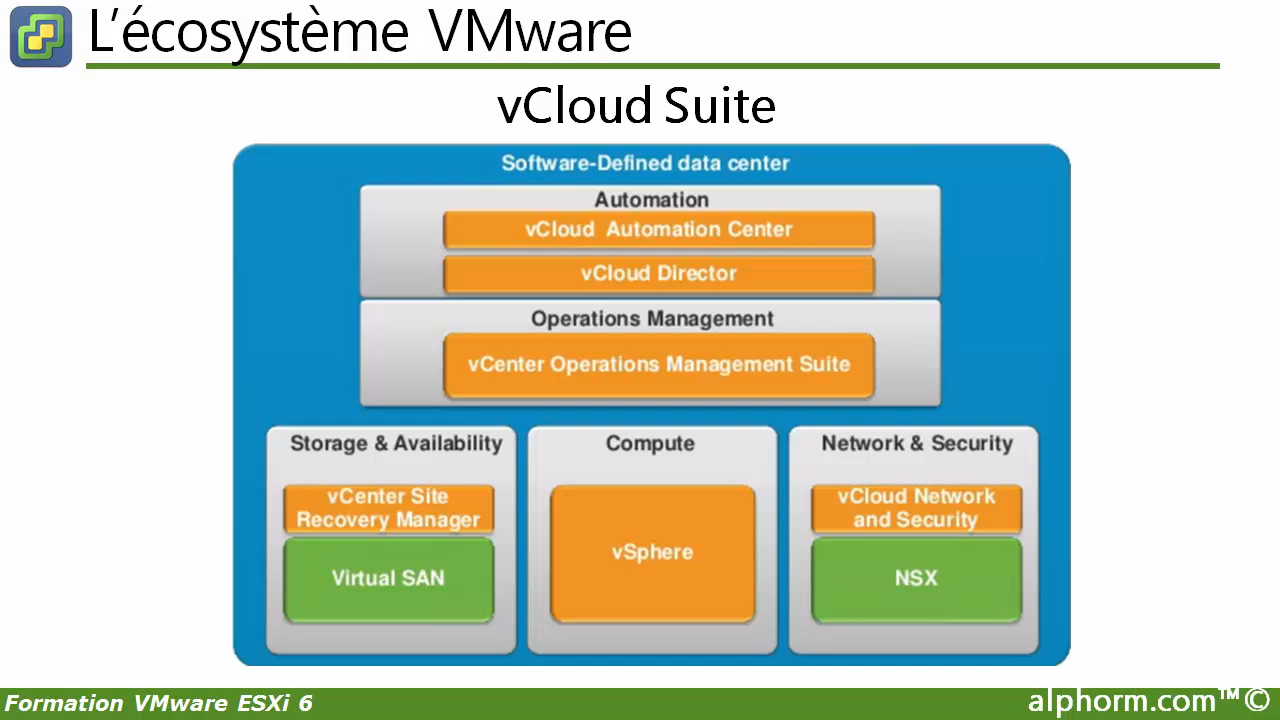 L’écosystème VMware
vCloud Suite
Software-Defined data center
Automation
vCloud Automation Center
vCloud Director
Operations Management
vCenter Operations Management Suite
Storage & Availability
vCenter Site
Recovery Manager
Virtual SAN
Compute
vSphere
Network & Security
vCloud Network
and Security
NSX
Formation VMware ESXi 6
alphorm.com™©